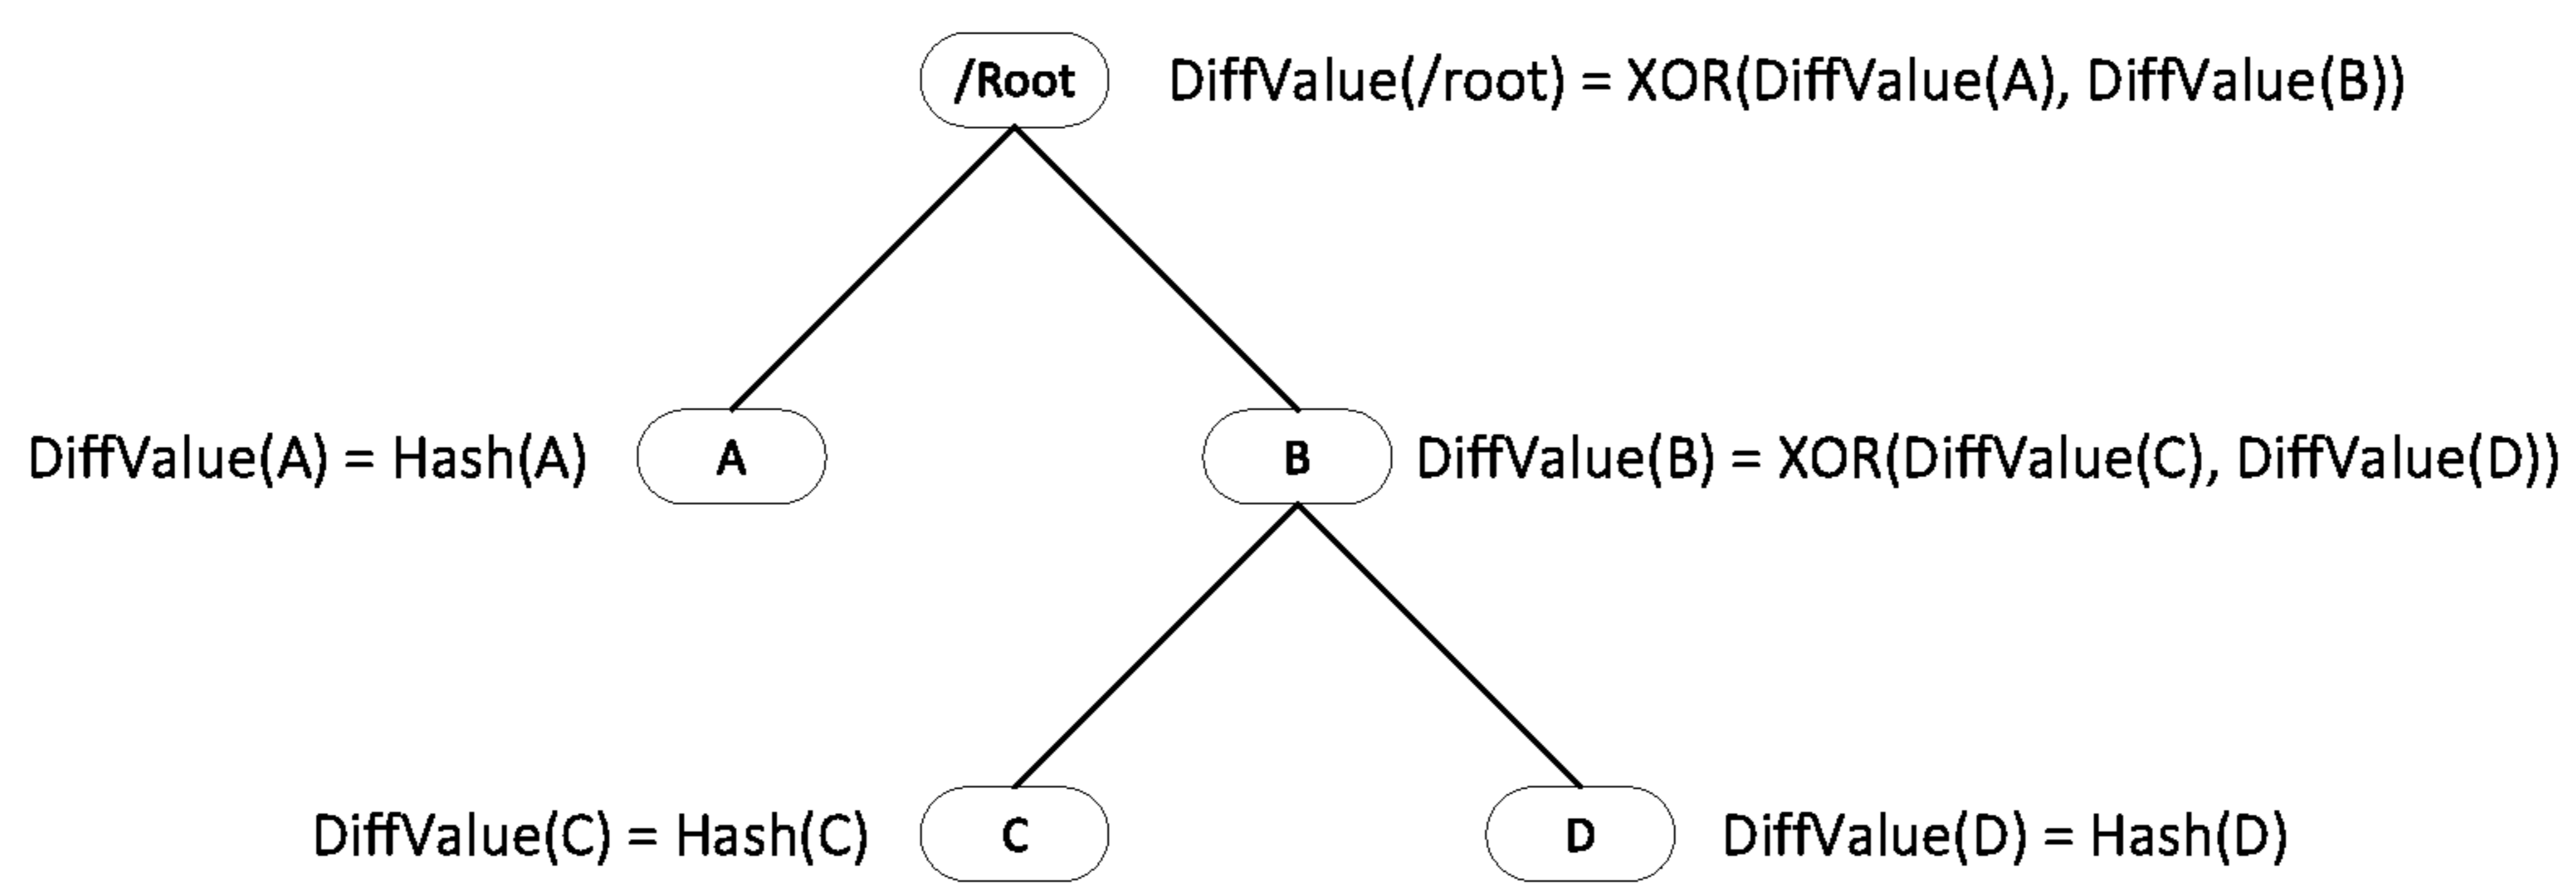 /Root DiffValue(/root) = XOR(DiffValue(A), DiffValue(B))
DiffValue(A) = Hash(A) A B DiffValue(B) = XOR(DiffValue(C), DiffValue(D))
DiffValue(C) = Hash(C) C D DiffValue(D) = Hash(D)